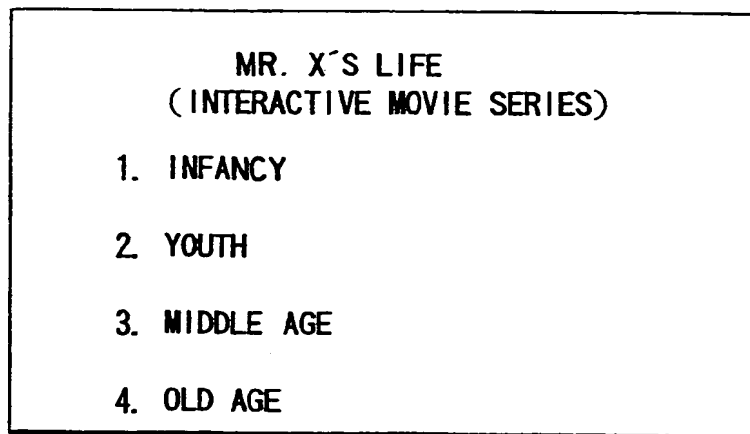 MR. X´S LIFE
(INTERACTIVE MOVIE SERIES)
1. INFANCY
2. YOUTH
3. MIDDLE AGE
4. OLD AGE